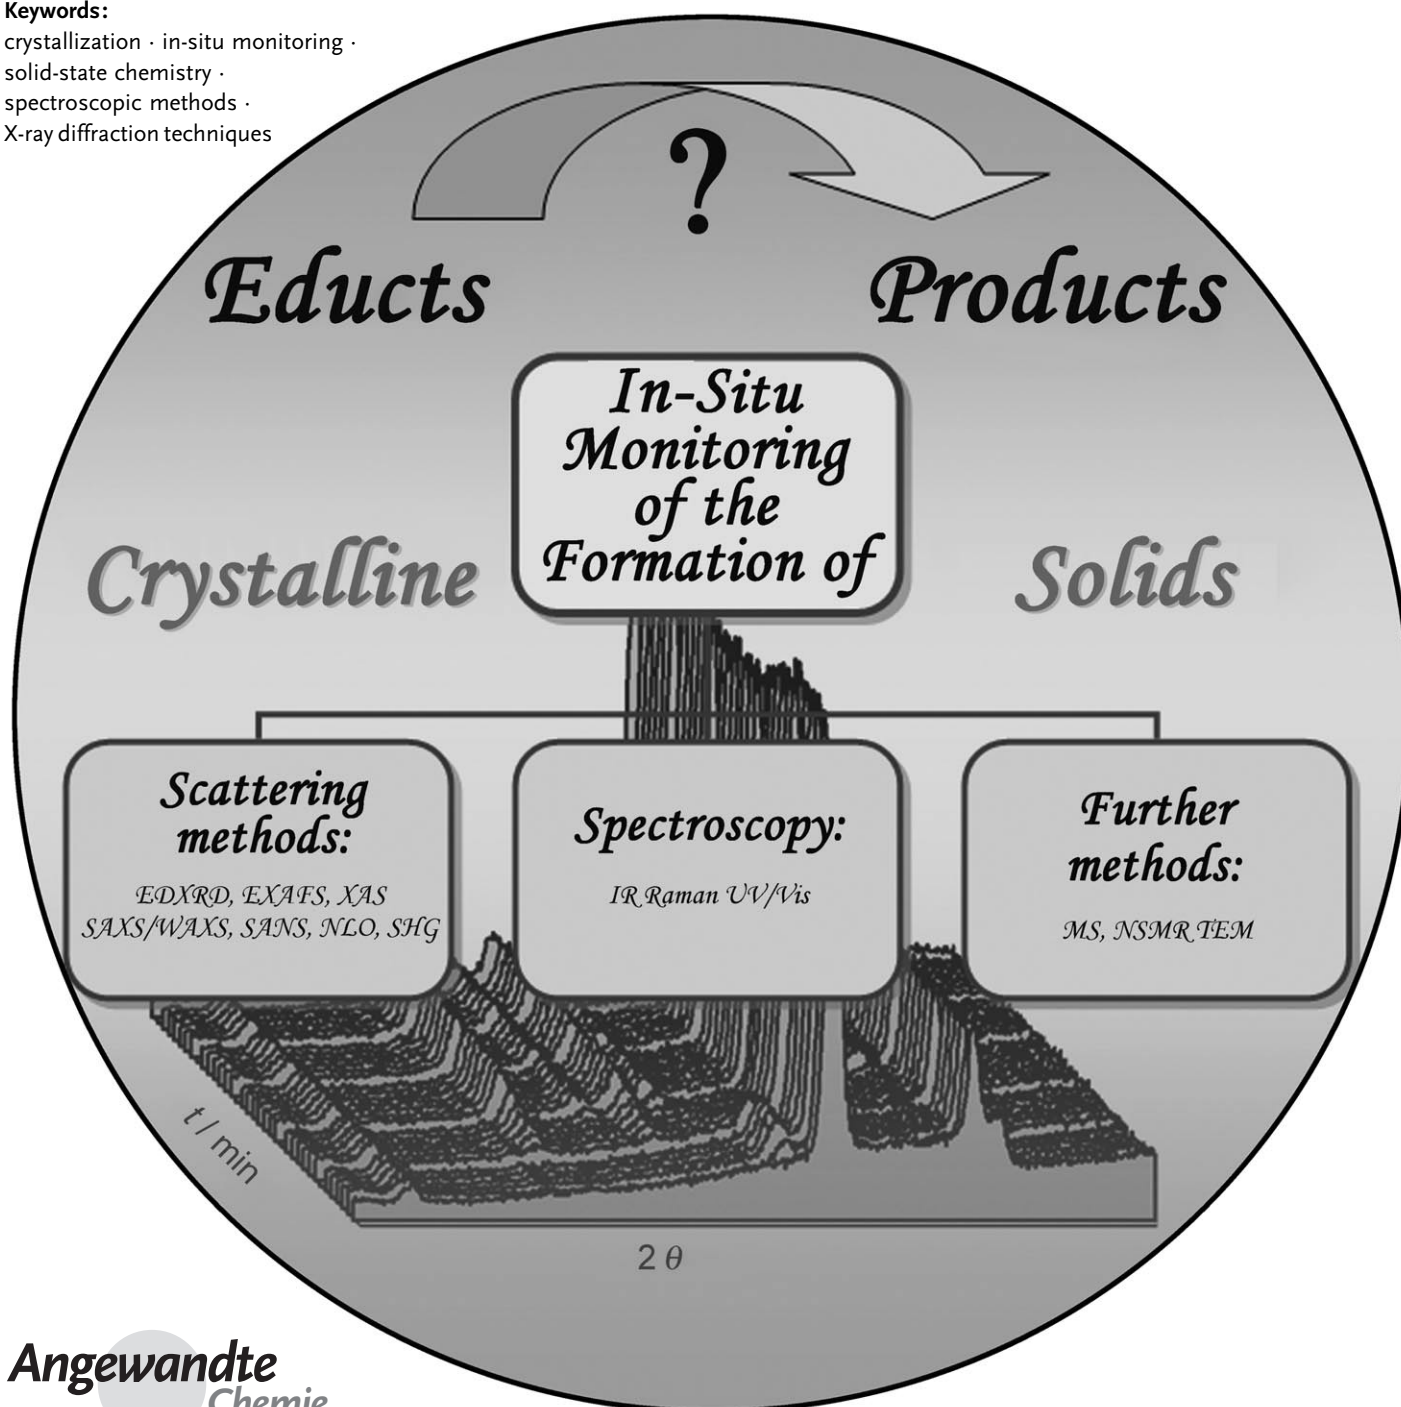 Keywords:
crystallization · in-situ monitoring ·
solid-state chemistry ·
spectroscopic methods ·
X-ray diffraction techniques
?
Educts
Products
In-Situ
Monitoring
of the
Formation of
Crystalline
Solids
Scattering
methods:
EDXRD, EXAFS, XAS
SAXS/WAXS, SANS, NLO, SHG
Spectroscopy:
IR Raman UV/Vis
Further
methods:
MS, NSMR TEM
t / min
2 θ
Angewandte
Chemie